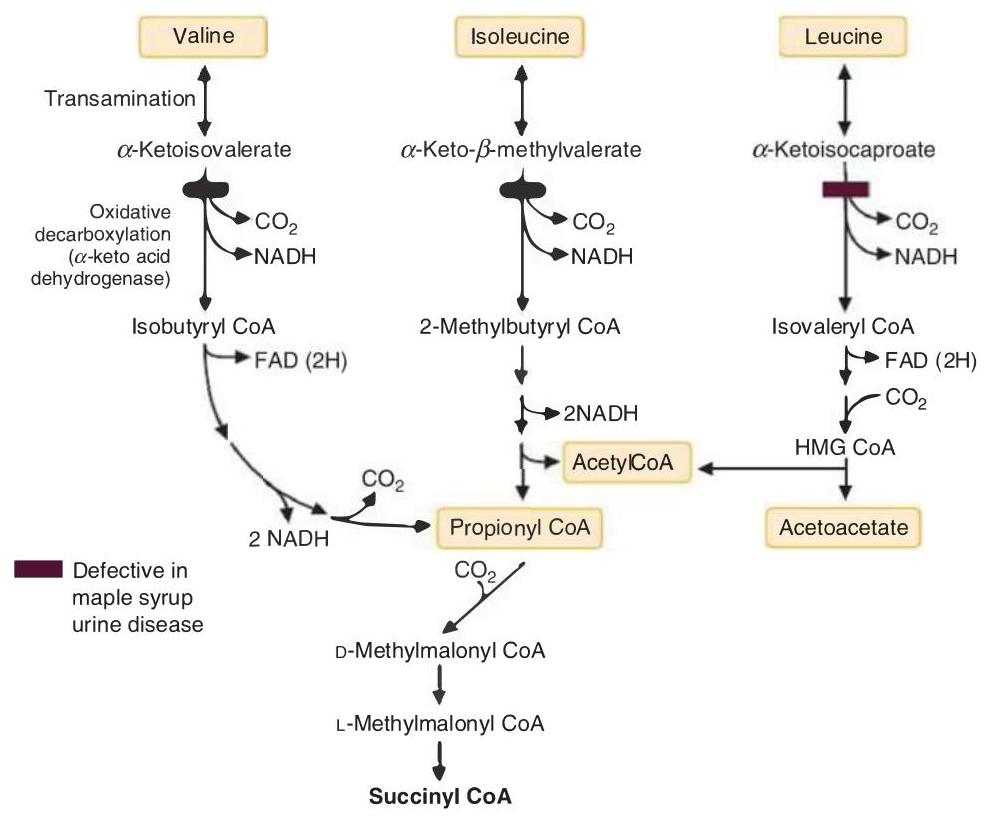 Valine
Isoleucine
Leucine
Transamination
α-Ketoisovalerate
α-Keto-β-methylvalerate
α-Ketoisocaproate
Oxidative
decarboxylation
(α-keto acid
dehydrogenase)
CO₂
NADH
CO₂
NADH
CO₂
NADH
Isobutyryl CoA
2-Methylbutyryl CoA
Isovaleryl CoA
FAD (2H)
FAD (2H)
2NADH
CO₂
HMG CoA
AcetylCoA
CO₂
2 NADH
Propionyl CoA
Acetoacetate
Defective in
maple syrup
urine disease
CO₂
D-Methylmalonyl CoA
L-Methylmalonyl CoA
Succinyl CoA